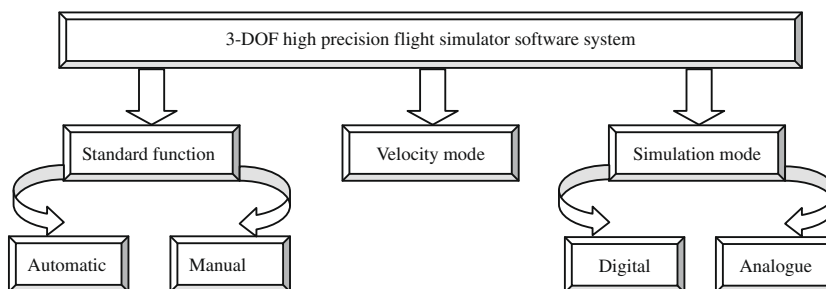 3-DOF high precision flight simulator software system
Standard function
Velocity mode
Simulation mode
Automatic
Manual
Digital
Analogue